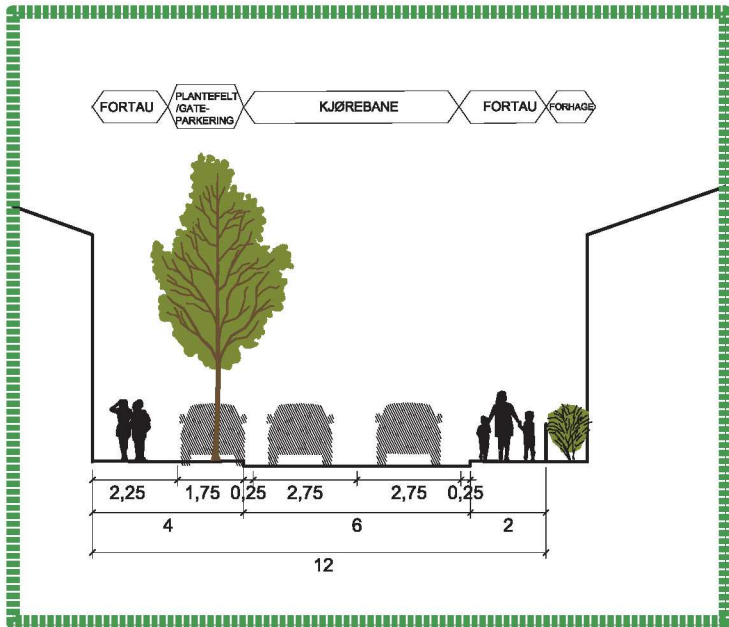 FORTAU
PLANTEFELT
/GATE-
PARKERING
KJØREBANE
FORTAU
FORHAGE
2,25 1,75 0,25 2,75 2,75 0,25
4 6 2
12